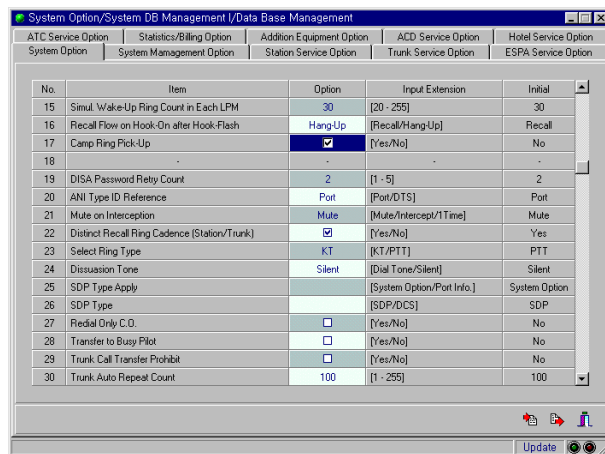 System Option/System DB Management I/Data Base Management
ATC Service Option Statistics/Billing Option Addition Equipment Option ACD Service Option Hotel Service Option
System Option System Mamagement Option Station Service Option Trunk Service Option ESPA Service Option
No. Item Option Input Extension Initial
15 Simul. Wake-Up Ring Count in Each LPM 30 [20 - 255] 30
16 Recall Flow on Hook-On after Hook-Flash Hang-Up [Recall/Hang-Up] Recall
17 Camp Ring Pick-Up [Yes/No] No
18 - - - -
19 DISA Password Retry Count 2 [1 - 5] 2
20 ANI Type ID Reference Port [Port/DTS] Port
21 Mute on Interception Mute [Mute/Intercept/1Time] Mute
22 Distinct Recall Ring Cadence (Station/Trunk) [Yes/No] Yes
23 Select Ring Type KT [KT/PTT] PTT
24 Dissuasion Tone Silent [Dial Tone/Silent] Silent
25 SDP Type Apply [System Option/Port Info.] System Option
26 SDP Type [SDP/DCS] SDP
27 Redial Only C.O. [Yes/No] No
28 Transfer to Busy Pilot [Yes/No] No
29 Trunk Call Transfer Prohibit [Yes/No] No
30 Trunk Auto Repeat Count 100 [1 - 255] 100
Update